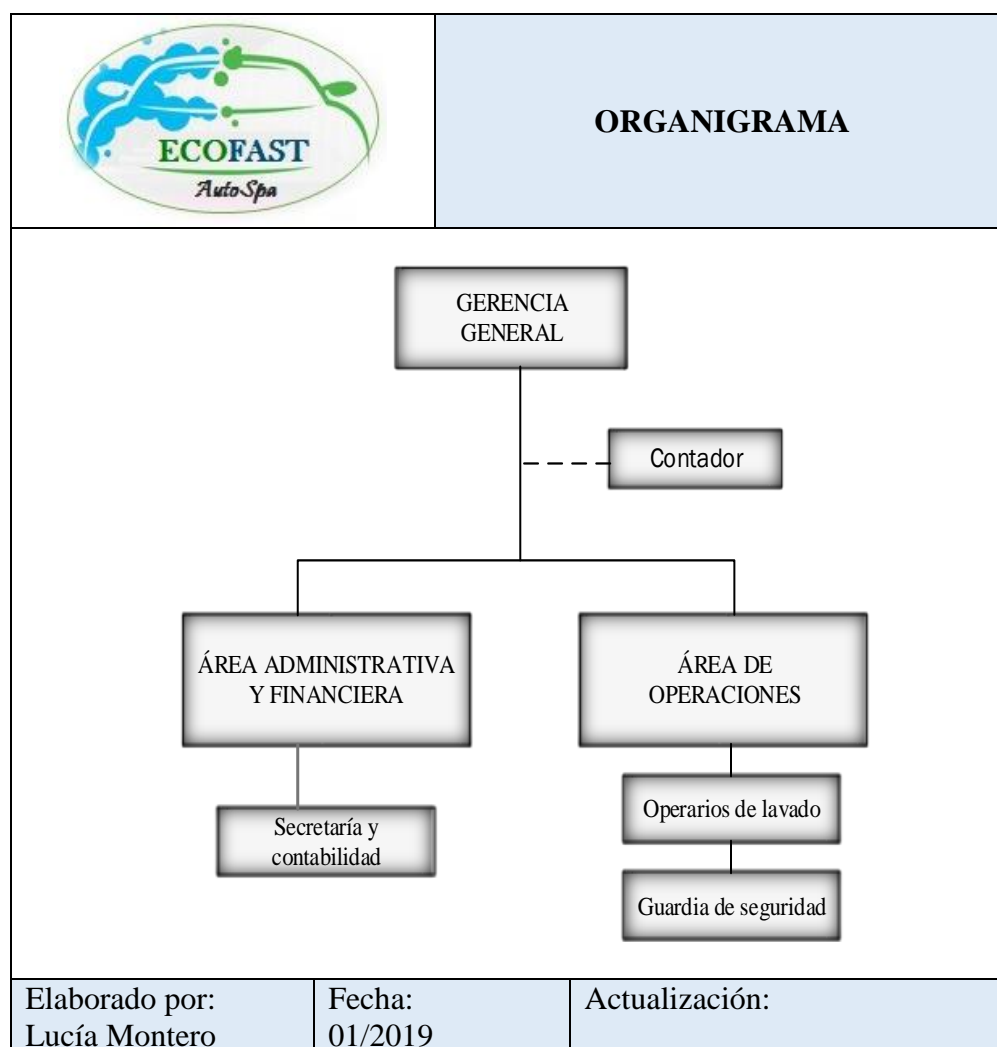 ECOFAST
AutoSpa
ORGANIGRAMA
GERENCIA
GENERAL
Contador
ÁREA ADMINISTRATIVA
Y FINANCIERA
ÁREA DE
OPERACIONES
Secretaría y
contabilidad
Operarios de lavado
Guardia de seguridad
Elaborado por:
Lucía Montero
Fecha:
01/2019
Actualización: